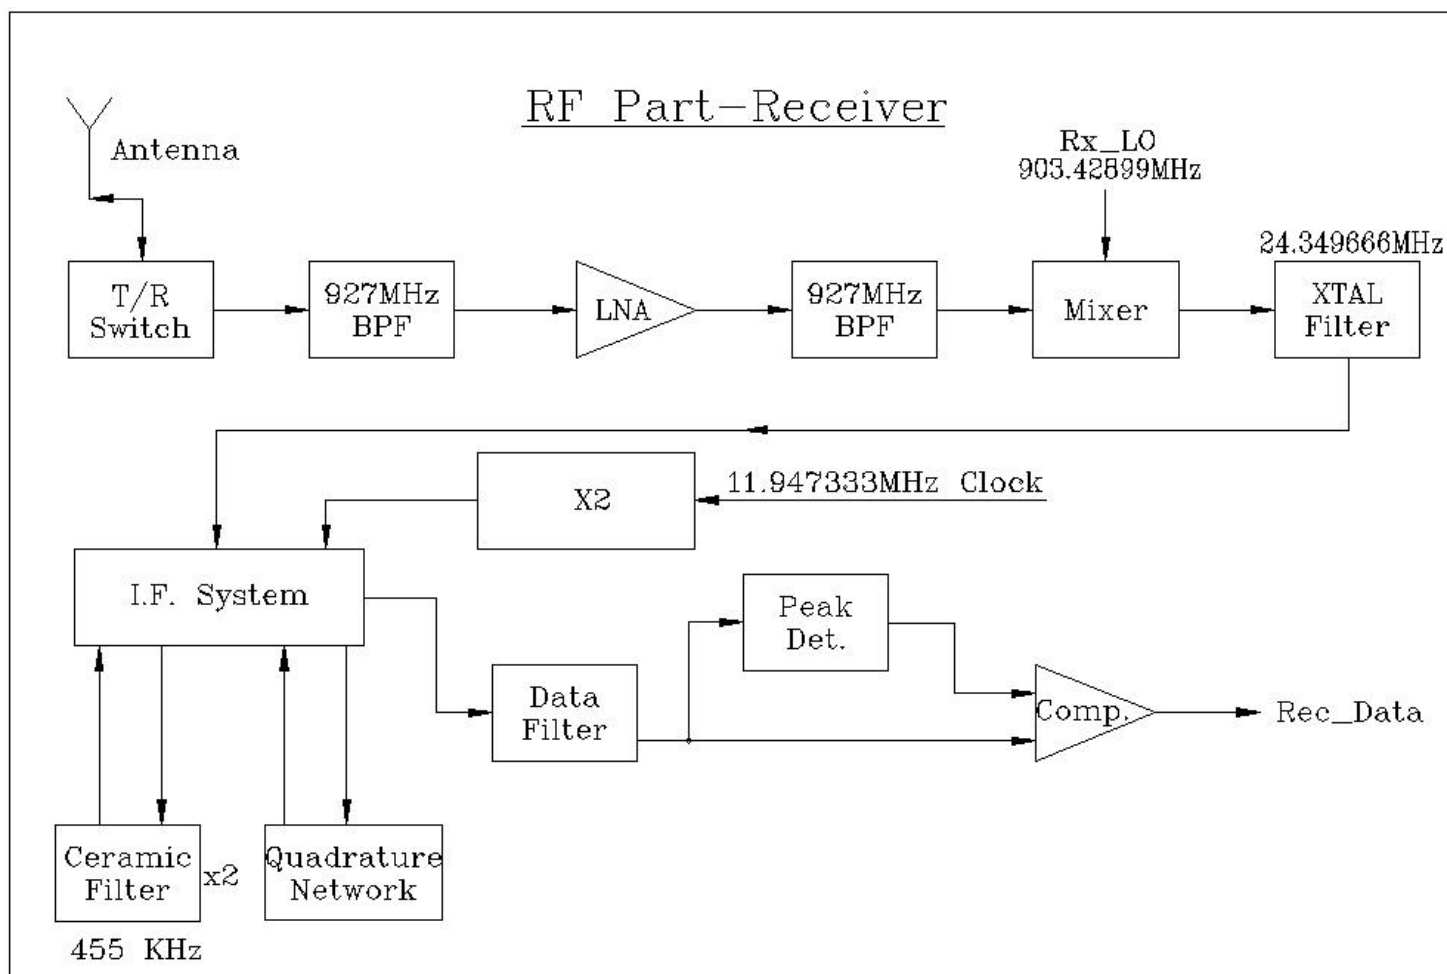 RF Part-Receiver
Antenna
Rx_LO
903.42899MHz
24.349666MHz
T/R
Switch
927MHz
BPF
LNA
927MHz
BPF
Mixer
XTAL
Filter
X2
11.947333MHz Clock
I.F. System
Peak
Det.
Data
Filter
Comp.
Rec_Data
Ceramic
Filter
x2
Quadrature
Network
455 KHz